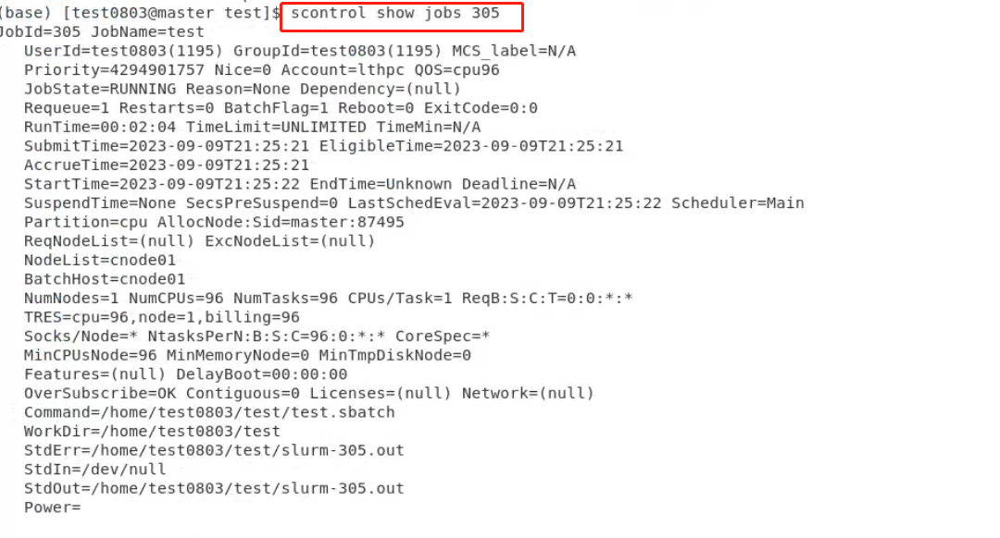 (base) [test0803@master test]$ scontrol show jobs 305
JobId=305 JobName=test
UserId=test0803(1195) GroupId=test0803(1195) MCS_label=N/A
Priority=4294901757 Nice=0 Account=lthpc QOS=cpu96
JobState=RUNNING Reason=None Dependency=(null)
Requeue=1 Restarts=0 BatchFlag=1 Reboot=0 ExitCode=0:0
RunTime=00:02:04 TimeLimit=UNLIMITED TimeMin=N/A
SubmitTime=2023-09-09T21:25:21 EligibleTime=2023-09-09T21:25:21
AccrueTime=2023-09-09T21:25:21
StartTime=2023-09-09T21:25:22 EndTime=Unknown Deadline=N/A
SuspendTime=None SecsPreSuspend=0 LastSchedEval=2023-09-09T21:25:22 Scheduler=Main
Partition=cpu AllocNode:Sid=master:87495
ReqNodeList=(null) ExcNodeList=(null)
NodeList=cnode01
BatchHost=cnode01
NumNodes=1 NumCPUs=96 NumTasks=96 CPUs/Task=1 ReqB:S:C:T=0:0:*:*
TRES=cpu=96,node=1,billing=96
Socks/Node=* NtasksPerN:B:S:C=96:0:*:* CoreSpec=*
MinCPUsNode=96 MinMemoryNode=0 MinTmpDiskNode=0
Features=(null) DelayBoot=00:00:00
OverSubscribe=OK Contiguous=0 Licenses=(null) Network=(null)
Command=/home/test0803/test/test.sbatch
WorkDir=/home/test0803/test
StdErr=/home/test0803/test/slurm-305.out
StdIn=/dev/null
StdOut=/home/test0803/test/slurm-305.out
Power=